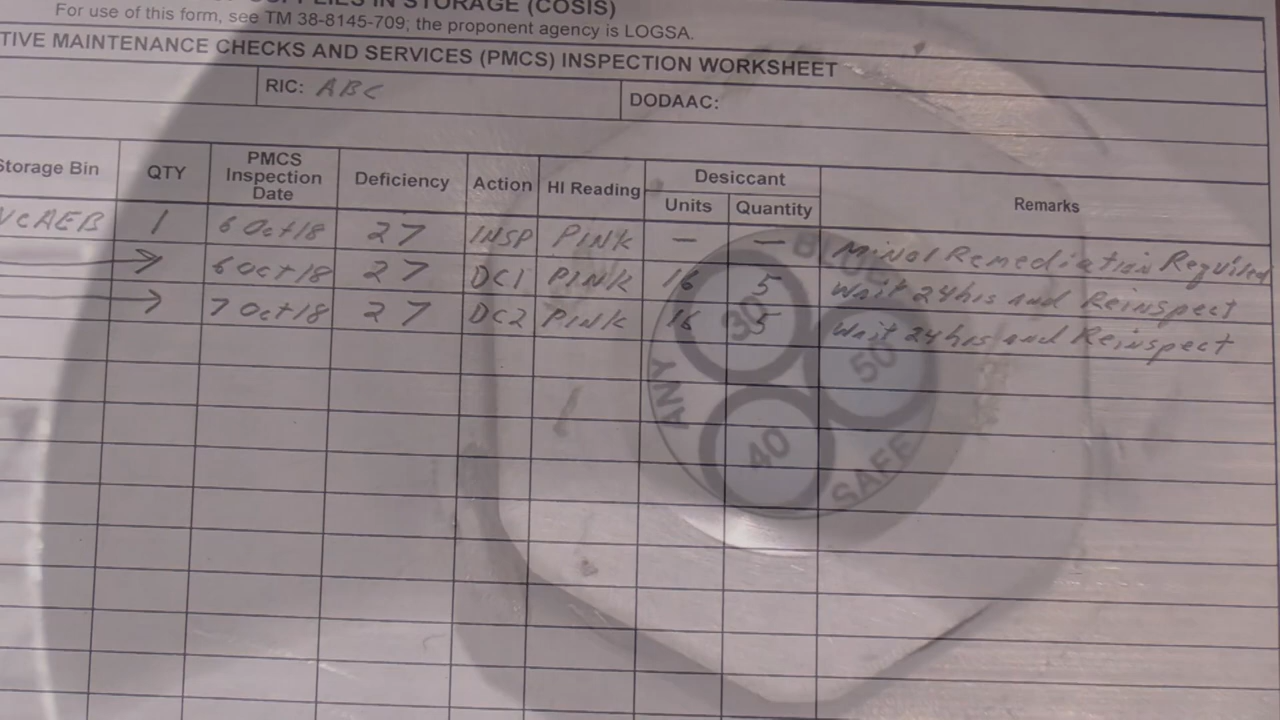 SUPPLIES IN STORAGE (COSIS)
For use of this form, see TM 38-8145-709; the proponent agency is LOGSA.
TIVE MAINTENANCE CHECKS AND SERVICES (PMCS) INSPECTION WORKSHEET
RIC: ABC DODAAC:
Storage Bin QTY PMCS Inspection Date Deficiency Action HI Reading Desiccant Units Quantity Remarks
VCAEB 1 6 Oct 18 27 INSP PINK — — Minor Remediation Required
6 Oct 18 27 DC1 PINK 16 5 Wait 24hrs and Reinspect
7 Oct 18 27 DC2 PINK 16 5 Wait 24hrs and Reinspect
30
50
40
ANY
SAFE